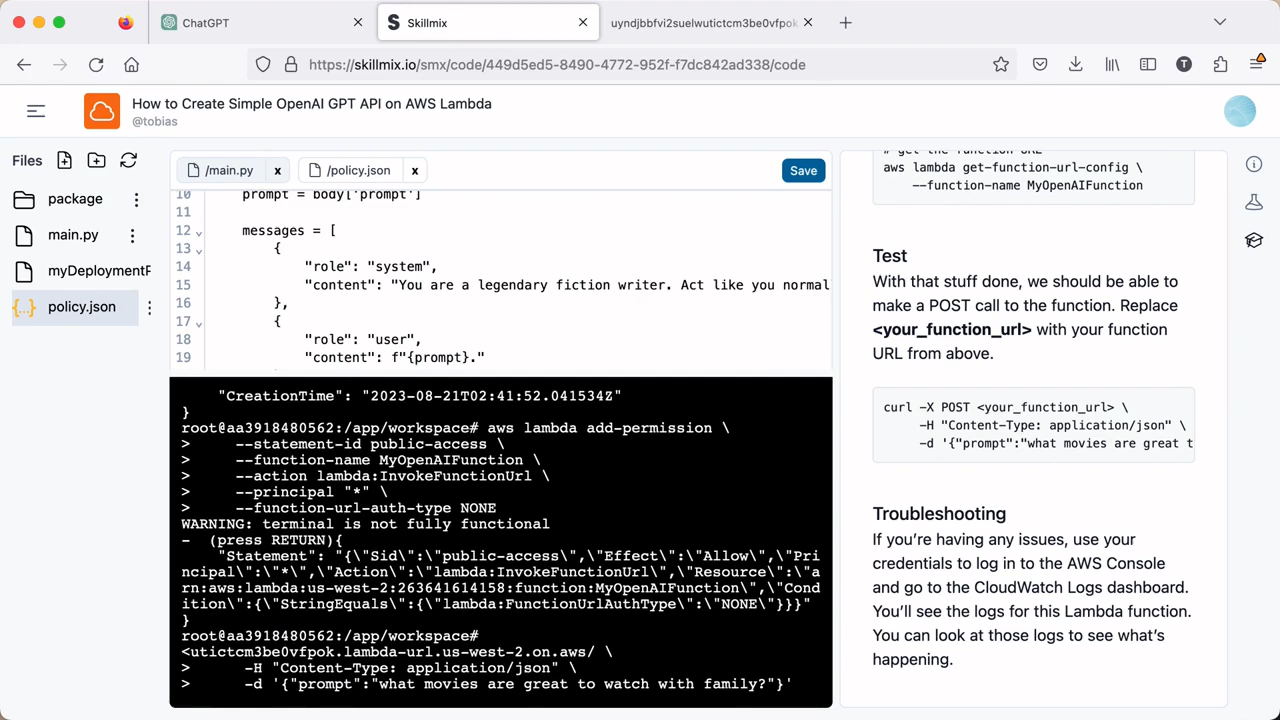 ChatGPT
Skillmix
uyndjbbfvi2suelwutictcm3be0vfpok
https://skillmix.io/smx/code/449d5ed5-8490-4772-952f-f7dc842ad338/code
T
How to Create Simple OpenAI GPT API on AWS Lambda
@tobias
Files
package
main.py
myDeploymentP
policy.json
/main.py x
/policy.json x
Save
10 prompt = body['prompt']
11
12 messages = [
13 {
14 "role": "system",
15 "content": "You are a legendary fiction writer. Act like you normal
16 },
17 {
18 "role": "user",
19 "content": f"{prompt}."
"CreationTime": "2023-08-21T02:41:52.041534Z"
}
root@aa3918480562:/app/workspace# aws lambda add-permission \
> --statement-id public-access \
> --function-name MyOpenAIFunction \
> --action lambda:InvokeFunctionUrl \
> --principal "*" \
> --function-url-auth-type NONE
WARNING: terminal is not fully functional
- (press RETURN){
"Statement": "{\"Sid\":\"public-access\",\"Effect\":\"Allow\",\"Pri
ncipal\":\"*\",\"Action\":\"lambda:InvokeFunctionUrl\",\"Resource\":\"a
rn:aws:lambda:us-west-2:263641614158:function:MyOpenAIFunction\",\"Cond
ition\":{\"StringEquals\":{\"lambda:FunctionUrlAuthType\":\"NONE\"}}}"
}
root@aa3918480562:/app/workspace#
<utictcm3be0vfpok.lambda-url.us-west-2.on.aws/ \
> -H "Content-Type: application/json" \
> -d '{"prompt":"what movies are great to watch with family?"}'
# get the function URL
aws lambda get-function-url-config \
--function-name MyOpenAIFunction
Test
With that stuff done, we should be able to
make a POST call to the function. Replace
<your_function_url> with your function
URL from above.
curl -X POST <your_function_url> \
-H "Content-Type: application/json" \
-d '{"prompt":"what movies are great t
Troubleshooting
If you're having any issues, use your
credentials to log in to the AWS Console
and go to the CloudWatch Logs dashboard.
You'll see the logs for this Lambda function.
You can look at those logs to see what's
happening.